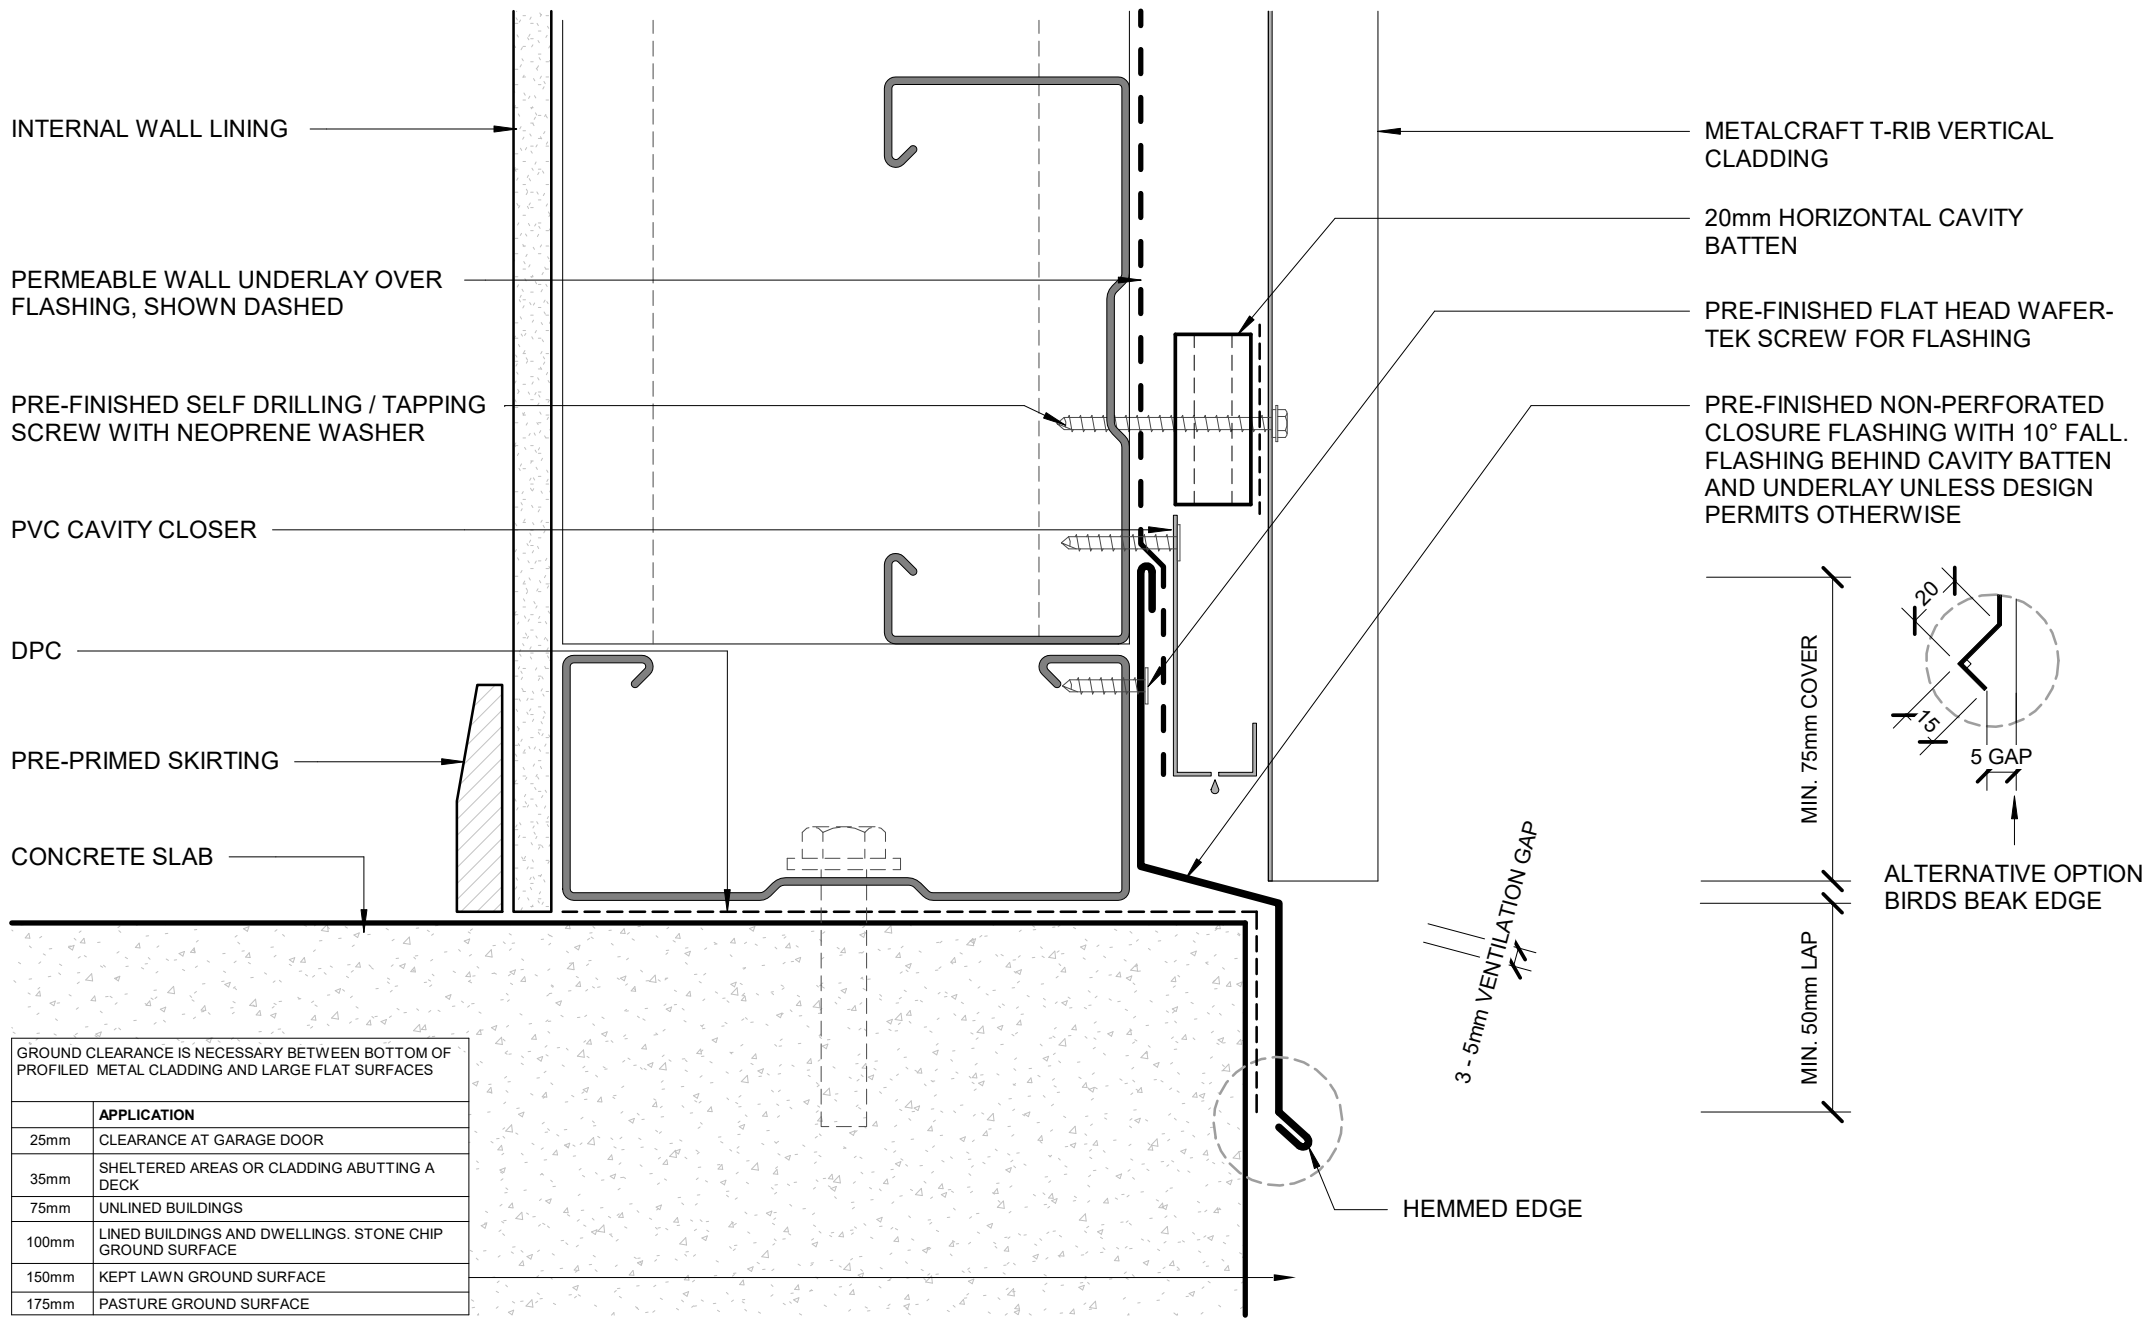 INTERNAL WALL LINING
PERMEABLE WALL UNDERLAY OVER
FLASHING, SHOWN DASHED
PRE-FINISHED SELF DRILLING / TAPPING
SCREW WITH NEOPRENE WASHER
PVC CAVITY CLOSER
DPC
PRE-PRIMED SKIRTING
CONCRETE SLAB
METALCRAFT T-RIB VERTICAL
CLADDING
20mm HORIZONTAL CAVITY
BATTEN
PRE-FINISHED FLAT HEAD WAFER-
TEK SCREW FOR FLASHING
PRE-FINISHED NON-PERFORATED
CLOSURE FLASHING WITH 10° FALL.
FLASHING BEHIND CAVITY BATTEN
AND UNDERLAY UNLESS DESIGN
PERMITS OTHERWISE
MIN. 75mm COVER
20
15
5 GAP
ALTERNATIVE OPTION
BIRDS BEAK EDGE
3 - 5mm VENTILATION GAP
MIN. 50mm LAP
HEMMED EDGE
GROUND CLEARANCE IS NECESSARY BETWEEN BOTTOM OF
PROFILED METAL CLADDING AND LARGE FLAT SURFACES
APPLICATION
25mm CLEARANCE AT GARAGE DOOR
35mm SHELTERED AREAS OR CLADDING ABUTTING A
DECK
75mm UNLINED BUILDINGS
100mm LINED BUILDINGS AND DWELLINGS. STONE CHIP
GROUND SURFACE
150mm KEPT LAWN GROUND SURFACE
175mm PASTURE GROUND SURFACE